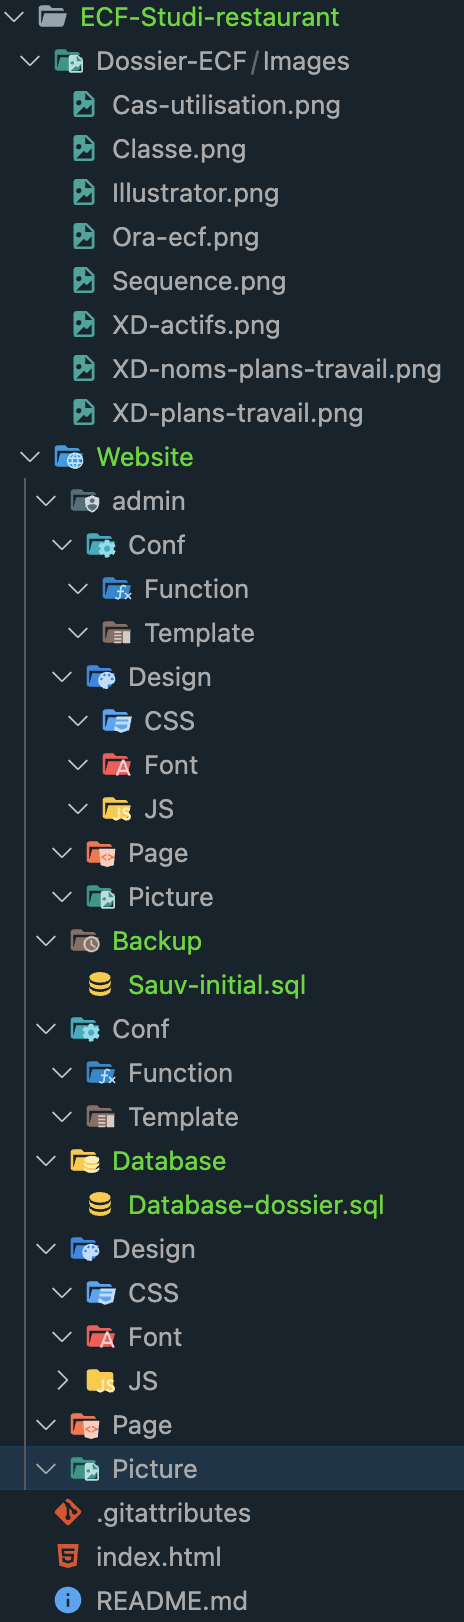 ECF-Studi-restaurant
Dossier-ECF/Images
Cas-utilisation.png
Classe.png
Illustrator.png
Ora-ecf.png
Sequence.png
XD-actifs.png
XD-noms-plans-travail.png
XD-plans-travail.png
Website
admin
Conf
Function
Template
Design
CSS
Font
JS
Page
Picture
Backup
Sauv-initial.sql
Conf
Function
Template
Database
Database-dossier.sql
Design
CSS
Font
JS
Page
Picture
.gitattributes
index.html
README.md